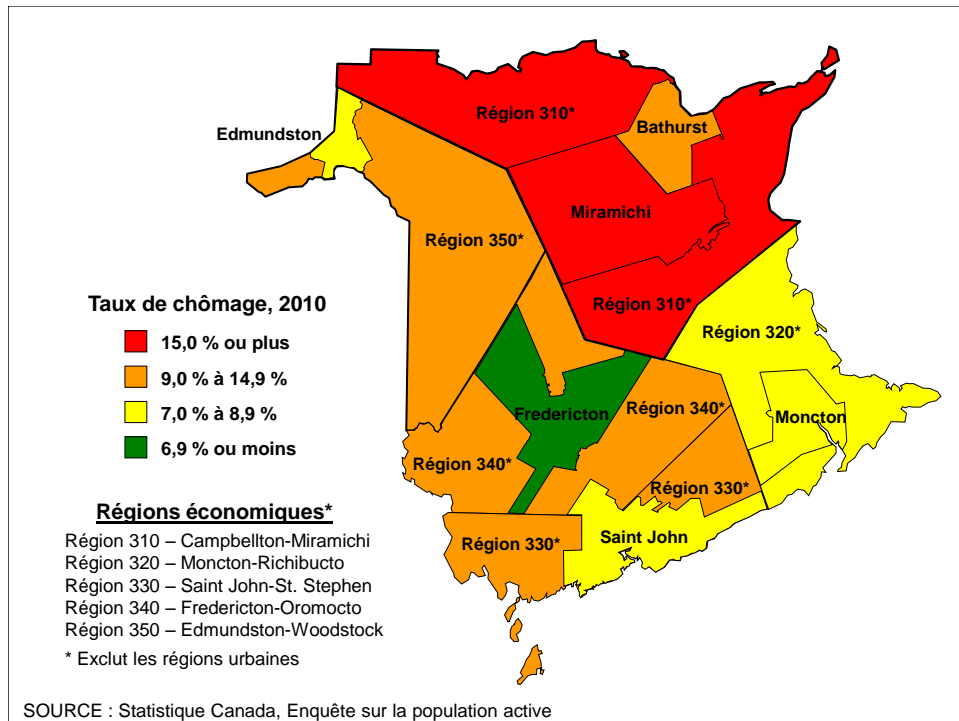 Région 310*
Bathurst
Edmundston
Miramichi
Région 350*
Région 310*
Région 320*
Taux de chômage, 2010
15,0 % ou plus
9,0 % à 14,9 %
7,0 % à 8,9 %
6,9 % ou moins
Fredericton
Région 340*
Moncton
Région 340*
Région 330*
Saint John
Région 330*
Régions économiques*
Région 310 – Campbellton-Miramichi
Région 320 – Moncton-Richibucto
Région 330 – Saint John-St. Stephen
Région 340 – Fredericton-Oromocto
Région 350 – Edmundston-Woodstock
* Exclut les régions urbaines
SOURCE : Statistique Canada, Enquête sur la population active